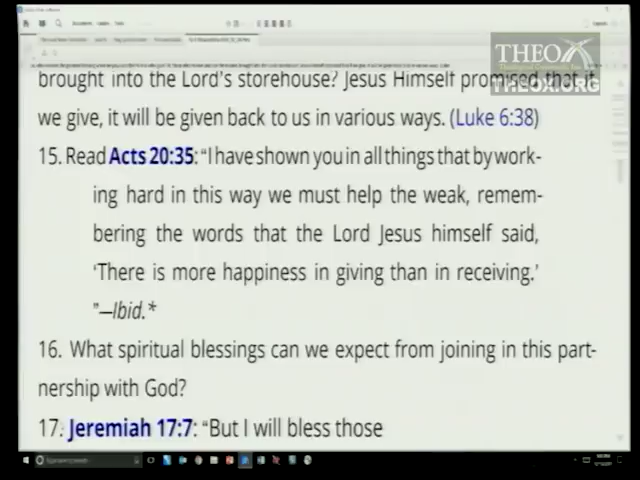 THEOX
THEOX.ORG
brought into the Lord's storehouse? Jesus Himself promised that if
we give, it will be given back to us in various ways. (Luke 6:38)
15. Read Acts 20:35: "I have shown you in all things that by work-
ing hard in this way we must help the weak, remem-
bering the words that the Lord Jesus himself said,
'There is more happiness in giving than in receiving.'
"—Ibid.*
16. What spiritual blessings can we expect from joining in this part-
nership with God?
17. Jeremiah 17:7: "But I will bless those